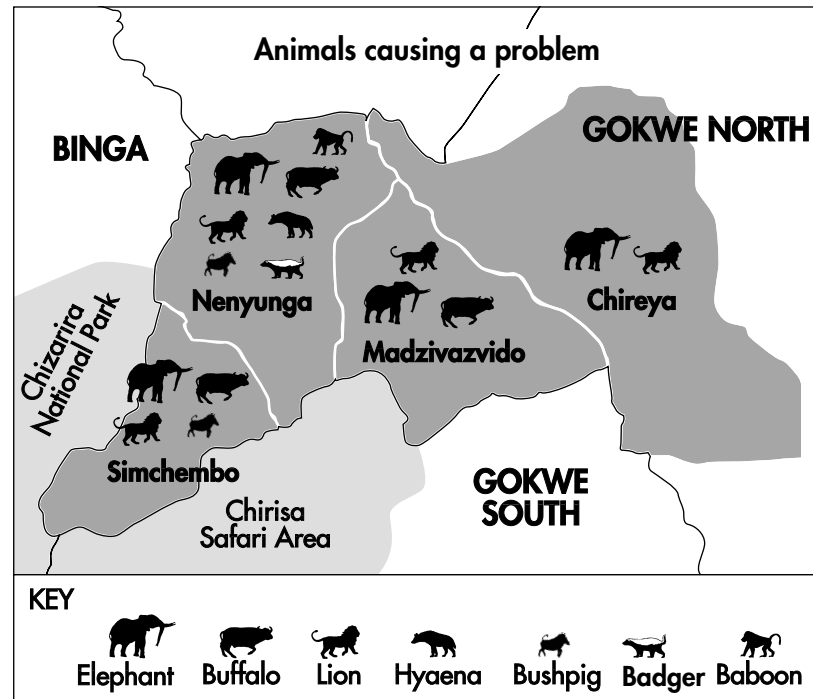 Animals causing a problem
BINGA
GOKWE NORTH
Nenyunga
Chireya
Madzivazvido
Chizarira
National Park
Simchembo
GOKWE
SOUTH
Chirisa
Safari Area
KEY
Elephant Buffalo Lion Hyaena Bushpig Badger Baboon